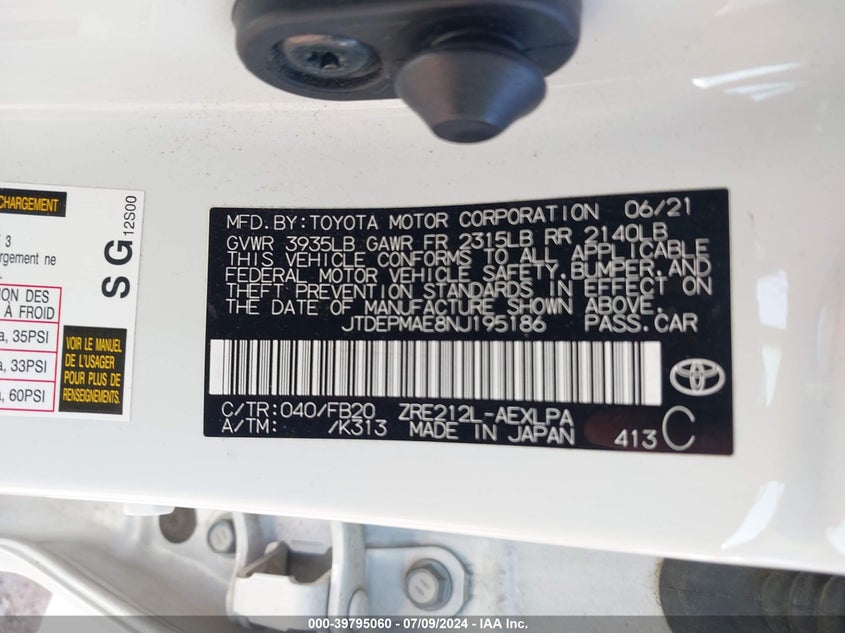 CHARGEMENT
3
rgement ne
ION DES
À FROID
a, 35PSI
a, 33PSI
a, 60PSI
VOIR LE MANUEL
DE L'USAGER
POUR PLUS DE
RENSEIGNEMENTS
SG
12S00
MFD.BY:TOYOTA MOTOR CORPORATION 06/21
GVWR 3935LB GAWR FR 2315LB RR 2140LB
THIS VEHICLE CONFORMS TO ALL APPLICABLE
FEDERAL MOTOR VEHICLE SAFETY,BUMPER,AND
THEFT PREVENTION STANDARDS IN EFFECT ON
THE DATE OF MANUFACTURE SHOWN ABOVE.
JTDEPMAE8NJ195186 PASS.CAR
C/TR:040/FB20 ZRE212L-AEXLPA
A/TM: /K313 MADE IN JAPAN 413 C
000-39795060 / 07/09/2024 - IAA Inc.